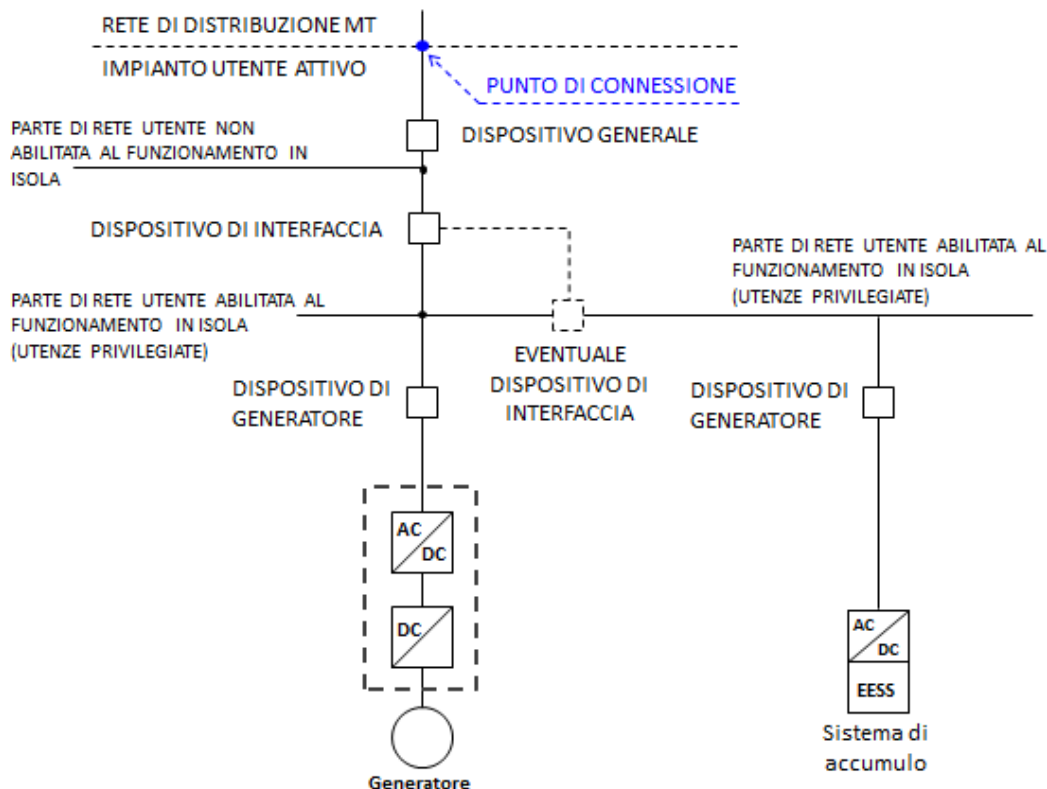 RETE DI DISTRIBUZIONE MT
IMPIANTO UTENTE ATTIVO
PUNTO DI CONNESSIONE
PARTE DI RETE UTENTE NON
ABILITATA AL FUNZIONAMENTO IN
ISOLA
DISPOSITIVO GENERALE
DISPOSITIVO DI INTERFACCIA
PARTE DI RETE UTENTE ABILITATA AL
FUNZIONAMENTO IN ISOLA
(UTENZE PRIVILEGIATE)
PARTE DI RETE UTENTE ABILITATA AL
FUNZIONAMENTO IN ISOLA
(UTENZE PRIVILEGIATE)
EVENTUALE
DISPOSITIVO DI
INTERFACCIA
DISPOSITIVO DI
GENERATORE
DISPOSITIVO DI
GENERATORE
AC
DC
DC
Generatore
AC
DC
EESS
Sistema di
accumulo